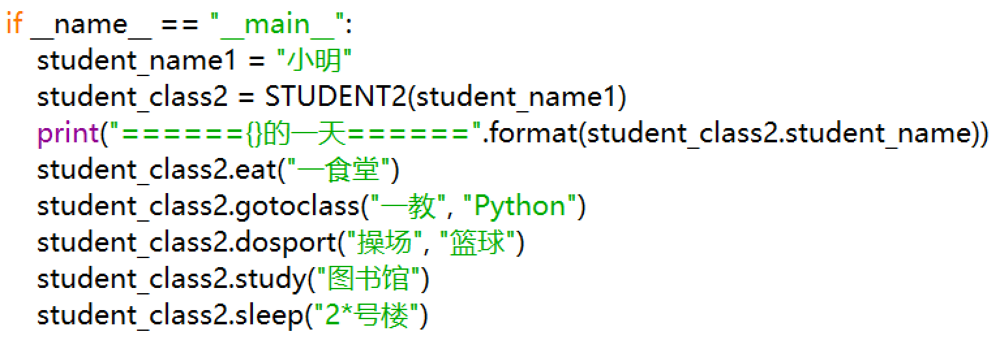 if __name__ == "__main__":
    student_name1 = "小明"
    student_class2 = STUDENT2(student_name1)
    print("======{}的一天======".format(student_class2.student_name))
    student_class2.eat("一食堂")
    student_class2.gotoclass("一教", "Python")
    student_class2.dosport("操场", "篮球")
    student_class2.study("图书馆")
    student_class2.sleep("2*号楼")